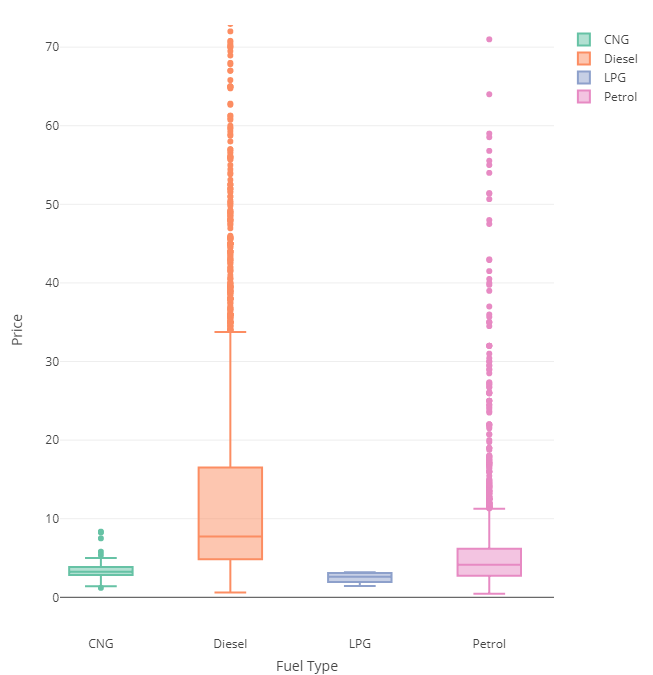 70
60
50
40
30
20
10
0
Price
CNG
Diesel
LPG
Petrol
Fuel Type
CNG
Diesel
LPG
Petrol